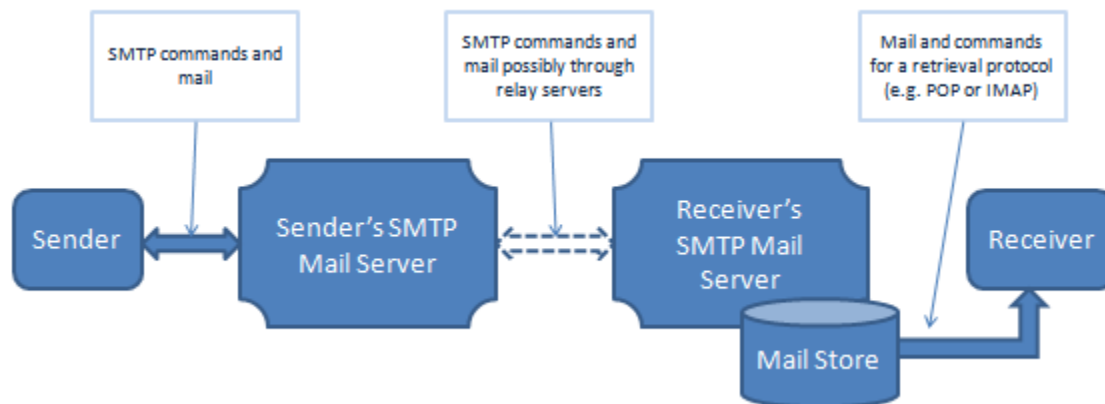 SMTP commands and
mail
SMTP commands and
mail possibly through
relay servers
Mail and commands
for a retrieval protocol
(e.g. POP or IMAP)
Sender
Sender's SMTP
Mail Server
Receiver's
SMTP Mail
Server
Receiver
Mail Store